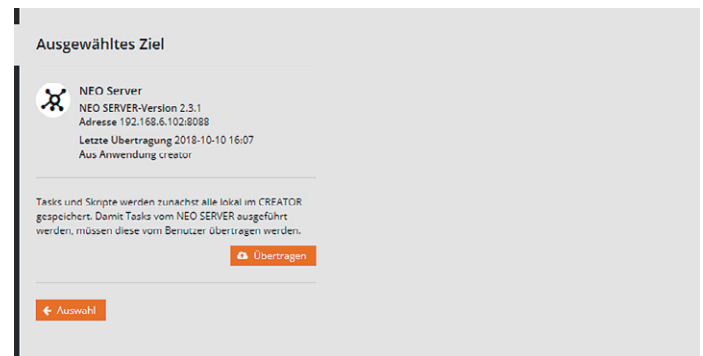 Ausgewähltes Ziel
NEO Server
NEO SERVER-Version 2.3.1
Adresse 192.168.6.102:8088
Letzte Übertragung 2018-10-10 16:07
Aus Anwendung creator
Tasks und Skripte werden zunächst alle lokal im CREATOR
gespeichert. Damit Tasks vom NEO SERVER ausgeführt
werden, müssen diese vom Benutzer übertragen werden.
Übertragen
Auswahl